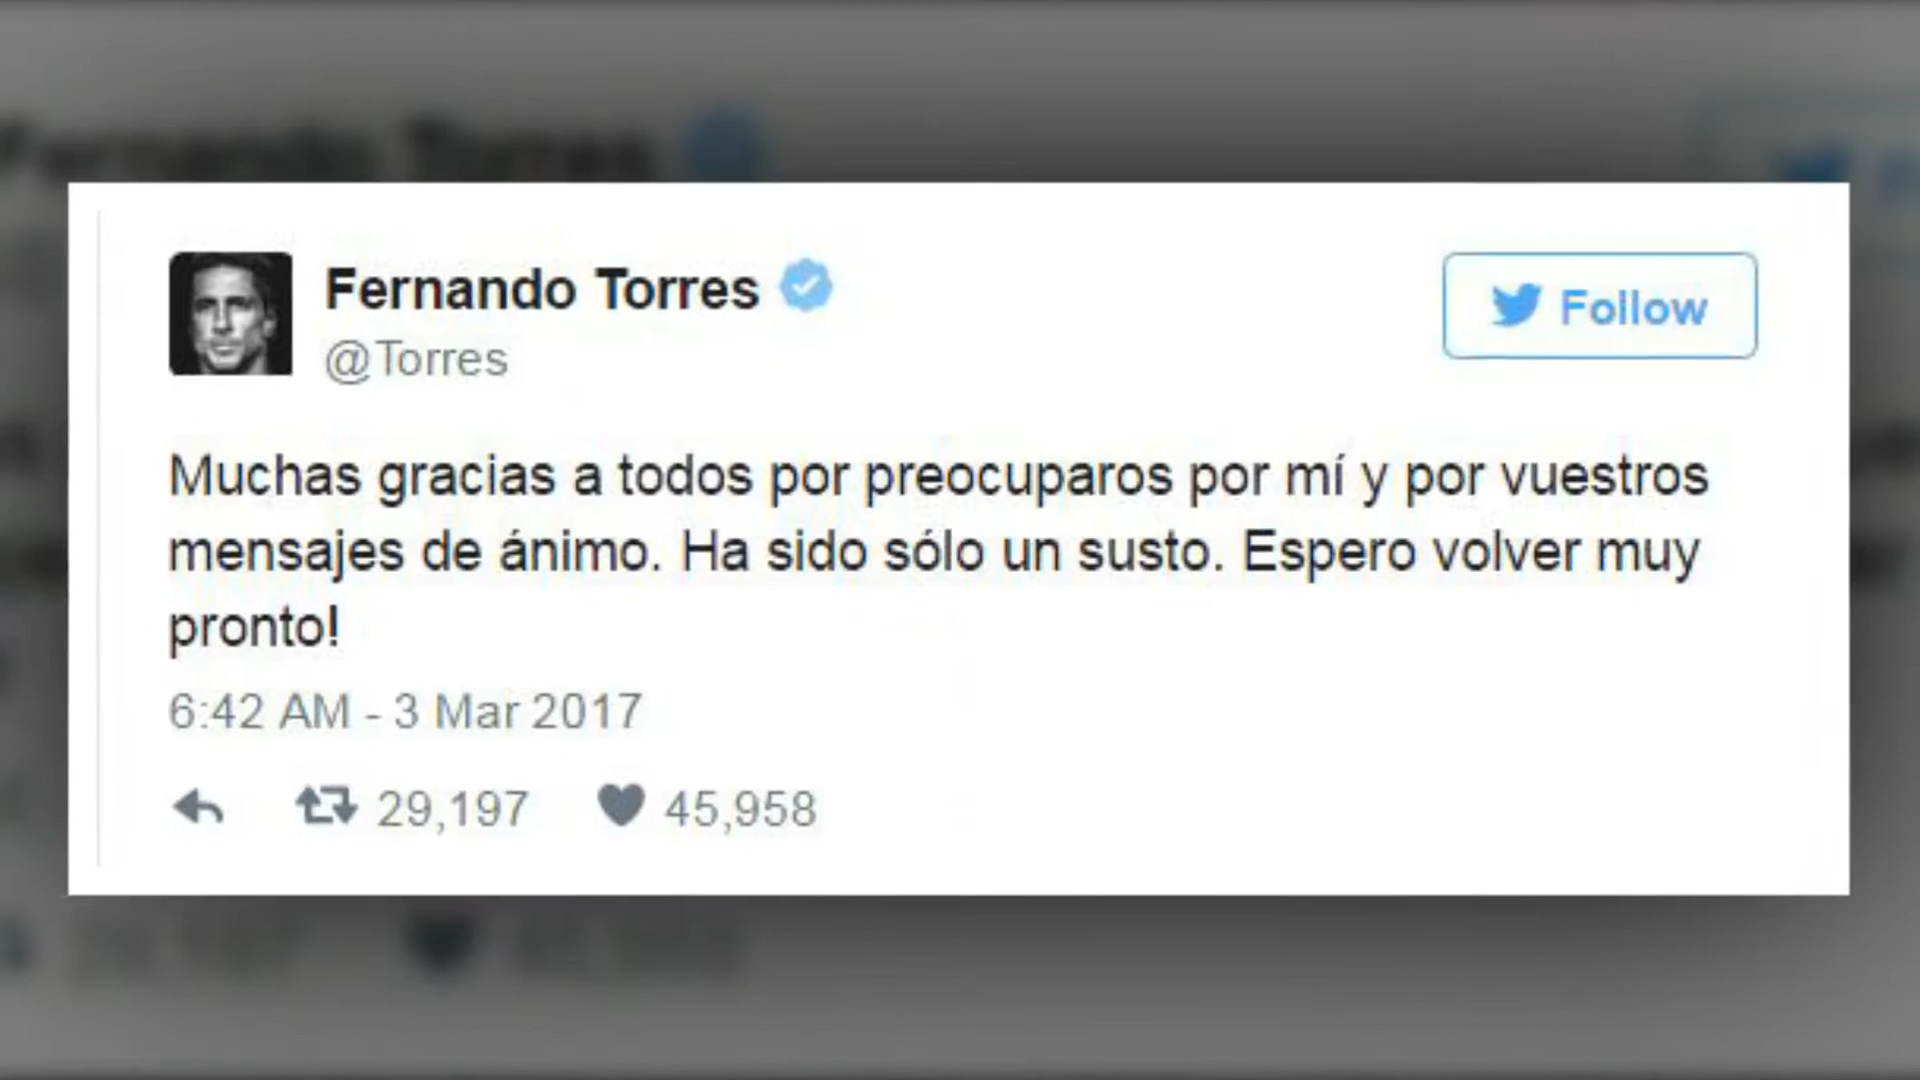 Fernando Torres
@Torres
Follow
Muchas gracias a todos por preocuparos por mí y por vuestros
mensajes de ánimo. Ha sido sólo un susto. Espero volver muy
pronto!
6:42 AM - 3 Mar 2017
29,197 45,958